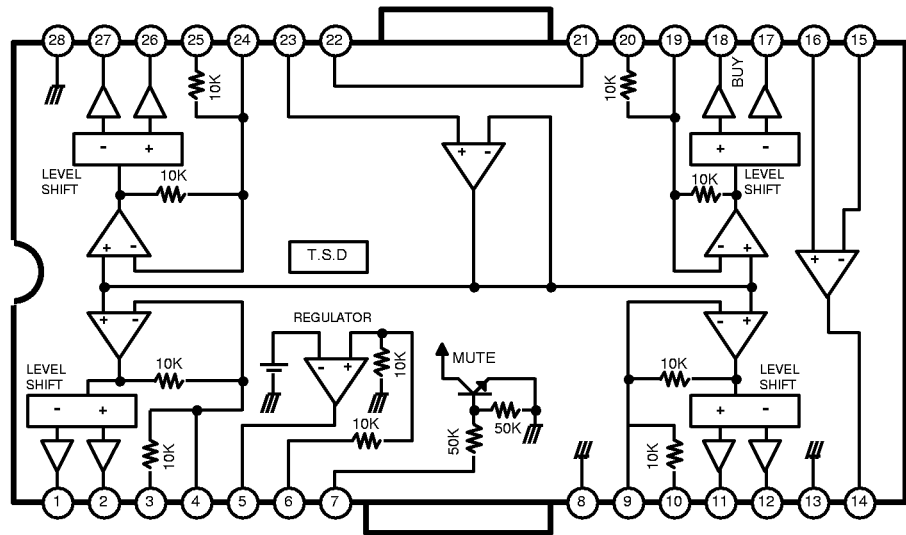 28 27 26 25 24 23 22 21 20 19 18 17 16 15
10K
10K
BUY
- +
- +
LEVEL
SHIFT
10K
+ -
10K
LEVEL
SHIFT
+ -
- +
+ -
T.S.D
+ -
- +
REGULATOR
LEVEL
SHIFT
10K
- +
10K
MUTE
10K
LEVEL
SHIFT
- +
- +
10K
10K
50K
50K
10K
1 2 3 4 5 6 7 8 9 10 11 12 13 14